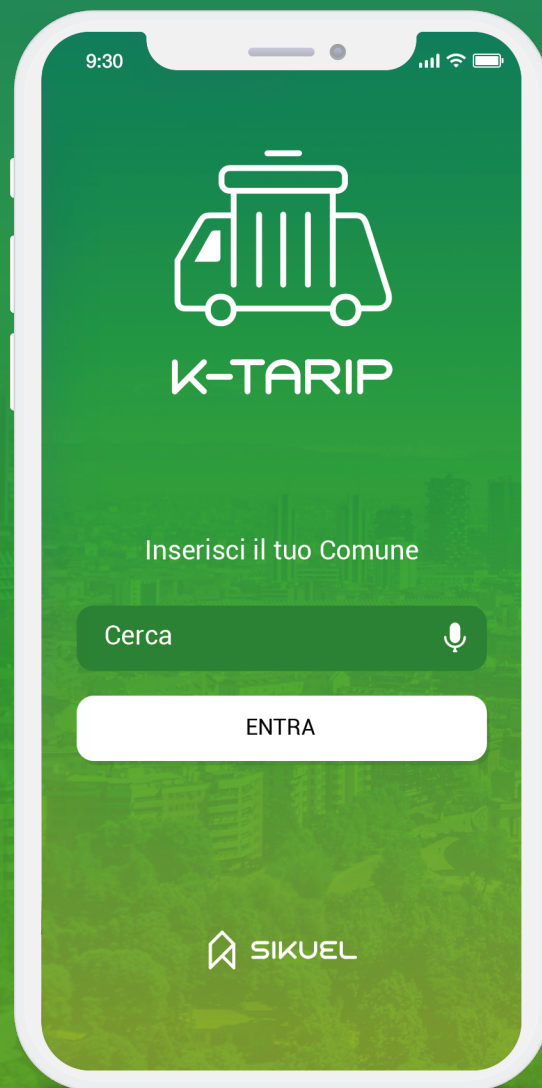 9:30
K-TARIP
Inserisci il tuo Comune
Cerca
ENTRA
SIKUEL